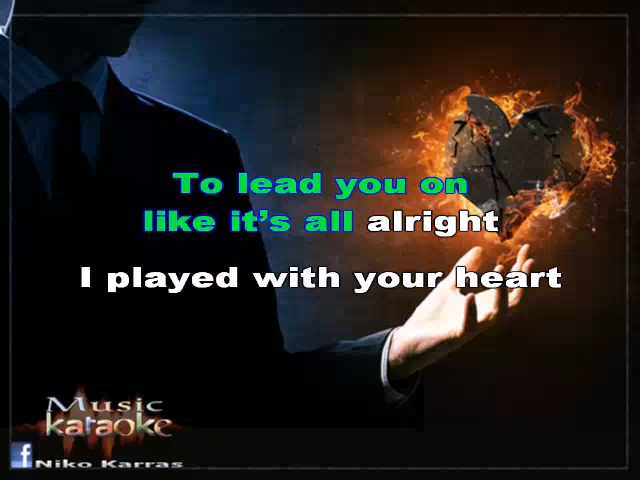 To lead you on
like it's all alright
I played with your heart
Music
karaoke
f Niko Karras